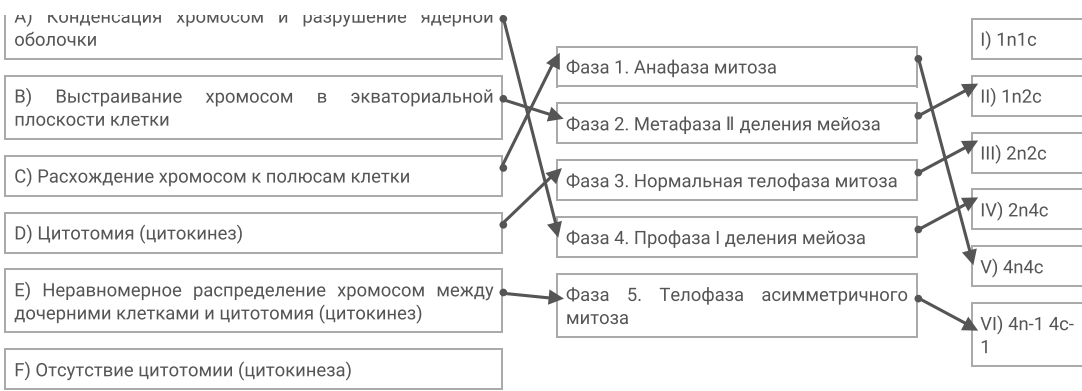 А) Конденсация хромосом и разрушение ядерной
оболочки
B) Выстраивание хромосом в экваториальной
плоскости клетки
C) Расхождение хромосом к полюсам клетки
D) Цитотомия (цитокинез)
E) Неравномерное распределение хромосом между
дочерними клетками и цитотомия (цитокинез)
F) Отсутствие цитотомии (цитокинеза)
Фаза 1. Анафаза митоза
Фаза 2. Метафаза II деления мейоза
Фаза 3. Нормальная телофаза митоза
Фаза 4. Профаза I деления мейоза
Фаза 5. Телофаза асимметричного
митоза
I) 1n1c
II) 1n2c
III) 2n2c
IV) 2n4c
V) 4n4c
VI) 4n-1 4c-
1